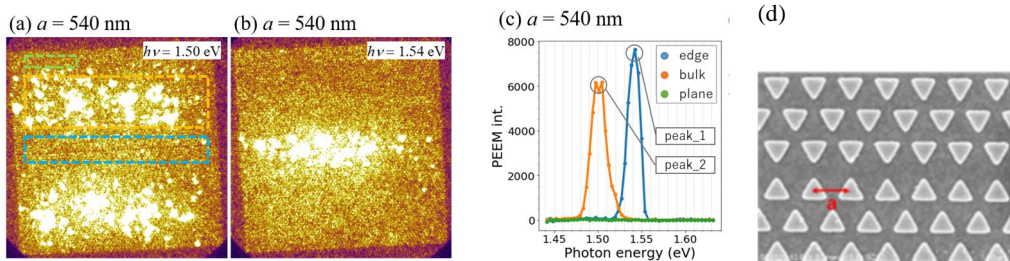 (a) a = 540 nm
hν = 1.50 eV
(b) a = 540 nm
hν = 1.54 eV
(c) a = 540 nm
PEEM int.
8000
6000
4000
2000
0
1.45
1.50
1.55
1.60
Photon energy (eV)
edge
bulk
plane
peak_1
peak_2
(d)
a